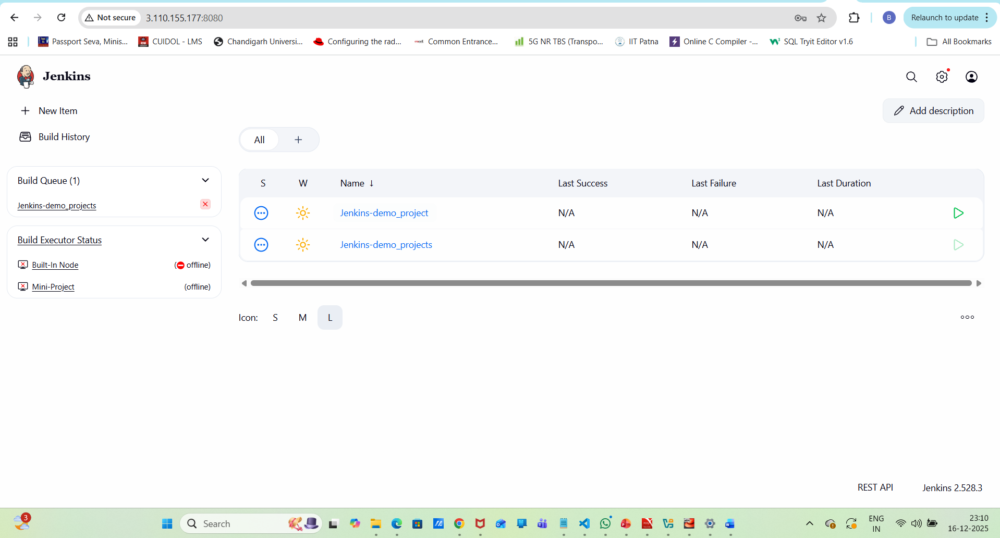 Not secure 3.110.155.177:8080 B Relaunch to update
Passport Seva, Minis... CUIDOL - LMS Chandigarh Universi... Configuring the rad... Common Entrance... 5G NR TBS (Transpo... IIT Patna Online C Compiler -... SQL Tryit Editor v1.6 All Bookmarks
Jenkins
New Item
Add description
Build History
All +
Build Queue (1)
Jenkins-demo_projects
Build Executor Status
Built-In Node (offline)
Mini-Project (offline)
S W Name ↓ Last Success Last Failure Last Duration
Jenkins-demo_project N/A N/A N/A
Jenkins-demo_projects N/A N/A N/A
Icon: S M L
REST API Jenkins 2.528.3
3 Search ENG 23:10
IN 16-12-2025